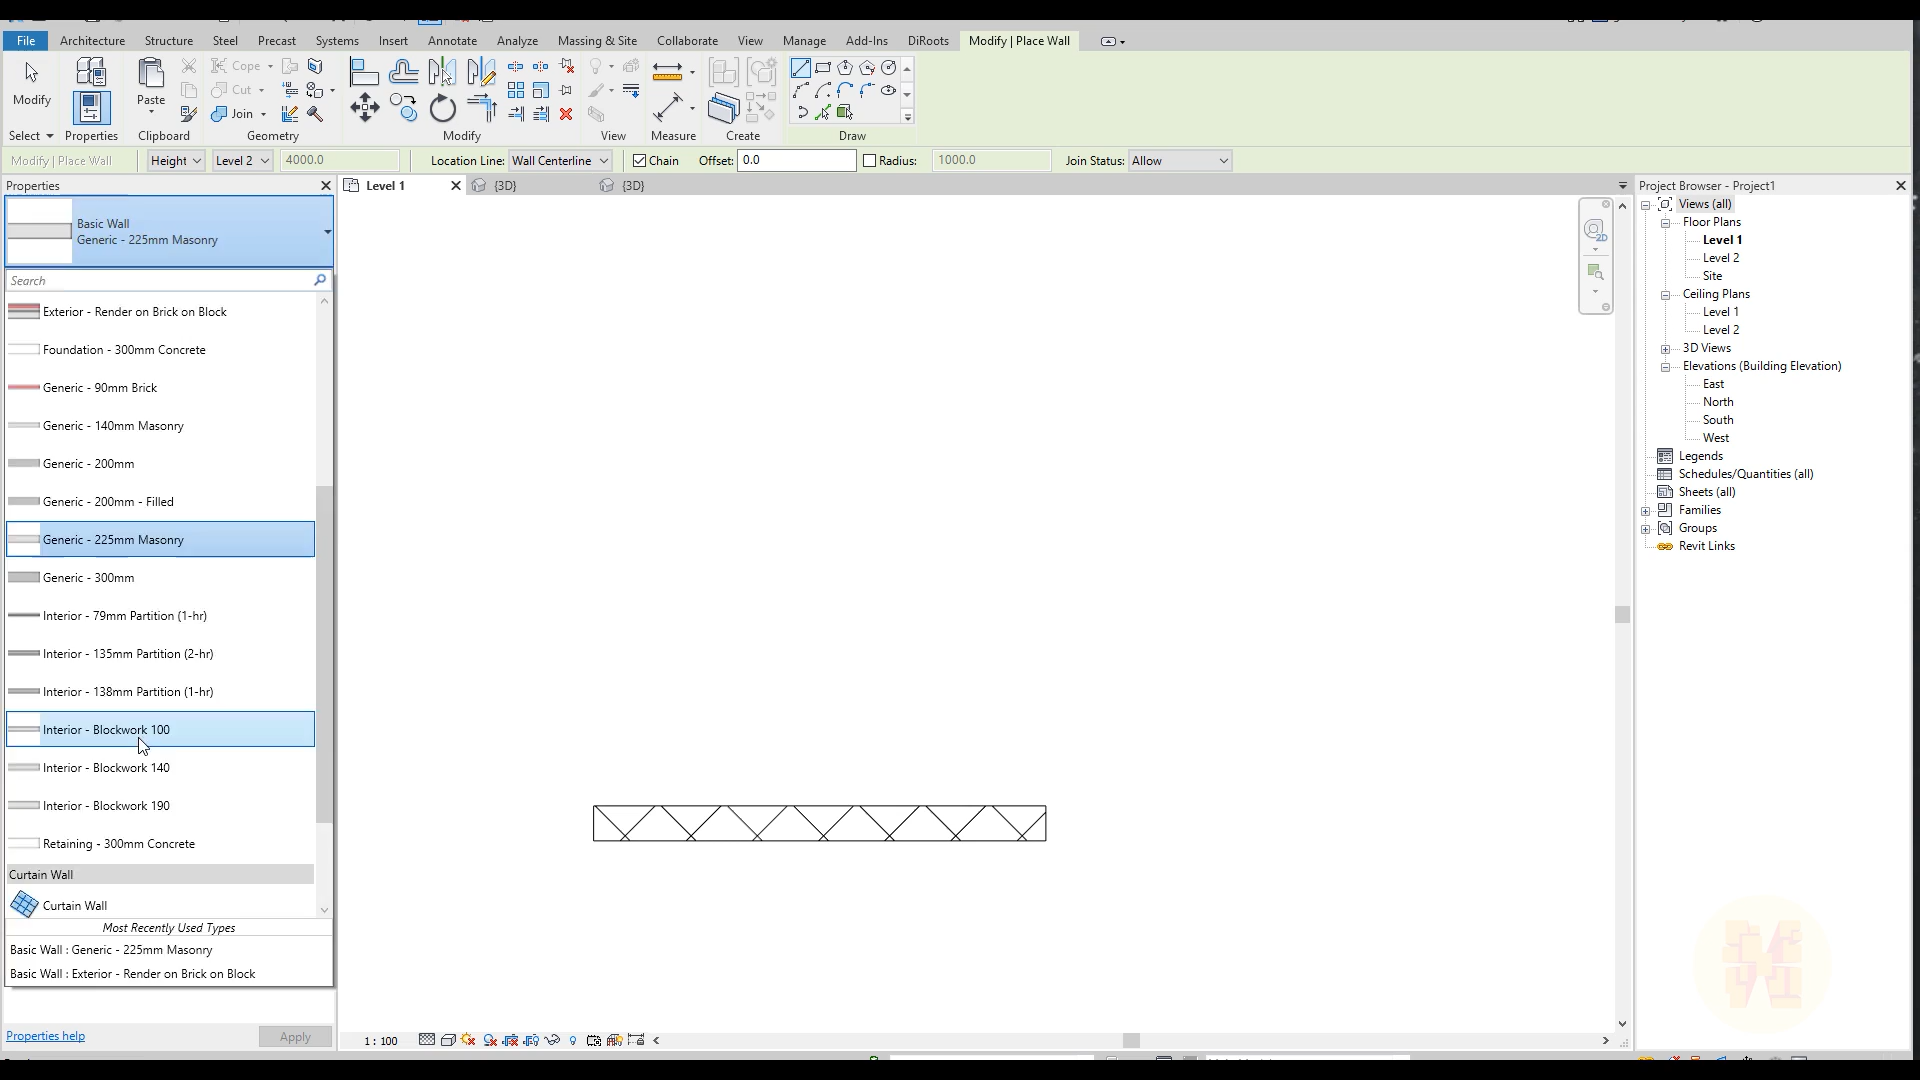 File Architecture Structure Steel Precast Systems Insert Annotate Analyze Massing & Site Collaborate View Manage Add-Ins DiRoots Modify | Place Wall
Modify Paste Cope Cut Join
Select Properties Clipboard Geometry Modify View Measure Create Draw
Modify | Place Wall Height Level 2 4000.0 Location Line: Wall Centerline Chain Offset: 0.0 Radius: 1000.0 Join Status: Allow
Properties
Level 1 {3D} {3D}
Project Browser - Project1
Basic Wall
Generic - 225mm Masonry
Search
Exterior - Render on Brick on Block
Foundation - 300mm Concrete
Generic - 90mm Brick
Generic - 140mm Masonry
Generic - 200mm
Generic - 200mm - Filled
Generic - 225mm Masonry
Generic - 300mm
Interior - 79mm Partition (1-hr)
Interior - 135mm Partition (2-hr)
Interior - 138mm Partition (1-hr)
Interior - Blockwork 100
Interior - Blockwork 140
Interior - Blockwork 190
Retaining - 300mm Concrete
Curtain Wall
Curtain Wall
Most Recently Used Types
Basic Wall : Generic - 225mm Masonry
Basic Wall : Exterior - Render on Brick on Block
Properties help Apply
1 : 100
2D
Views (all)
Floor Plans
Level 1
Level 2
Site
Ceiling Plans
Level 1
Level 2
3D Views
Elevations (Building Elevation)
East
North
South
West
Legends
Schedules/Quantities (all)
Sheets (all)
Families
Groups
Revit Links